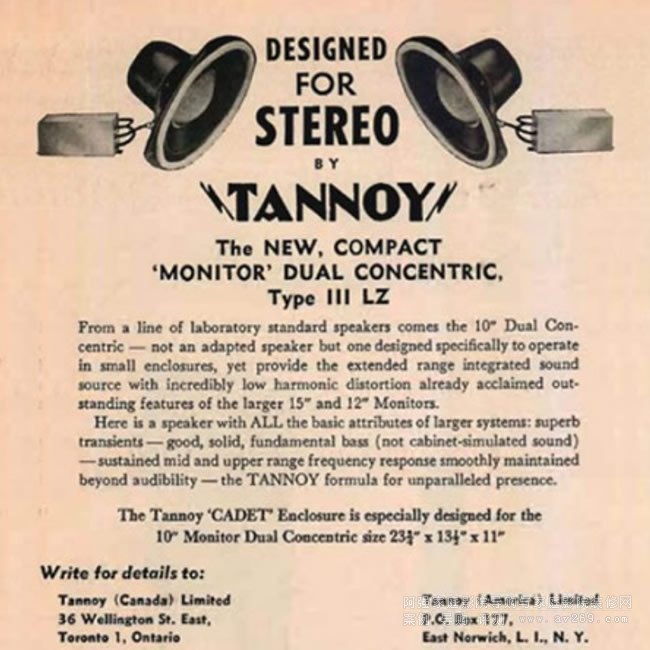 DESIGNED
FOR
STEREO
BY
TANNOY
The NEW, COMPACT
'MONITOR' DUAL CONCENTRIC,
Type III LZ
From a line of laboratory standard speakers comes the 10" Dual Con-
centric — not an adapted speaker but one designed specifically to operate
in small enclosures, yet provide the extended range integrated sound
source with incredibly low harmonic distortion already acclaimed out-
standing features of the larger 15" and 12" Monitors.
Here is a speaker with ALL the basic attributes of larger systems: superb
transients — good, solid, fundamental bass (not cabinet-simulated sound)
— sustained mid and upper range frequency response smoothly maintained
beyond audibility — the TANNOY formula for unparalleled presence.
The Tannoy 'CADET' Enclosure is especially designed for the
10" Monitor Dual Concentric size 23¾" x 13½" x 11"
Write for details to:
Tannoy (Canada) Limited
36 Wellington St. East,
Toronto 1, Ontario
Tannoy (America) Limited
P.O. Box 177,
East Norwich, L. I., N. Y.
www.av269.com